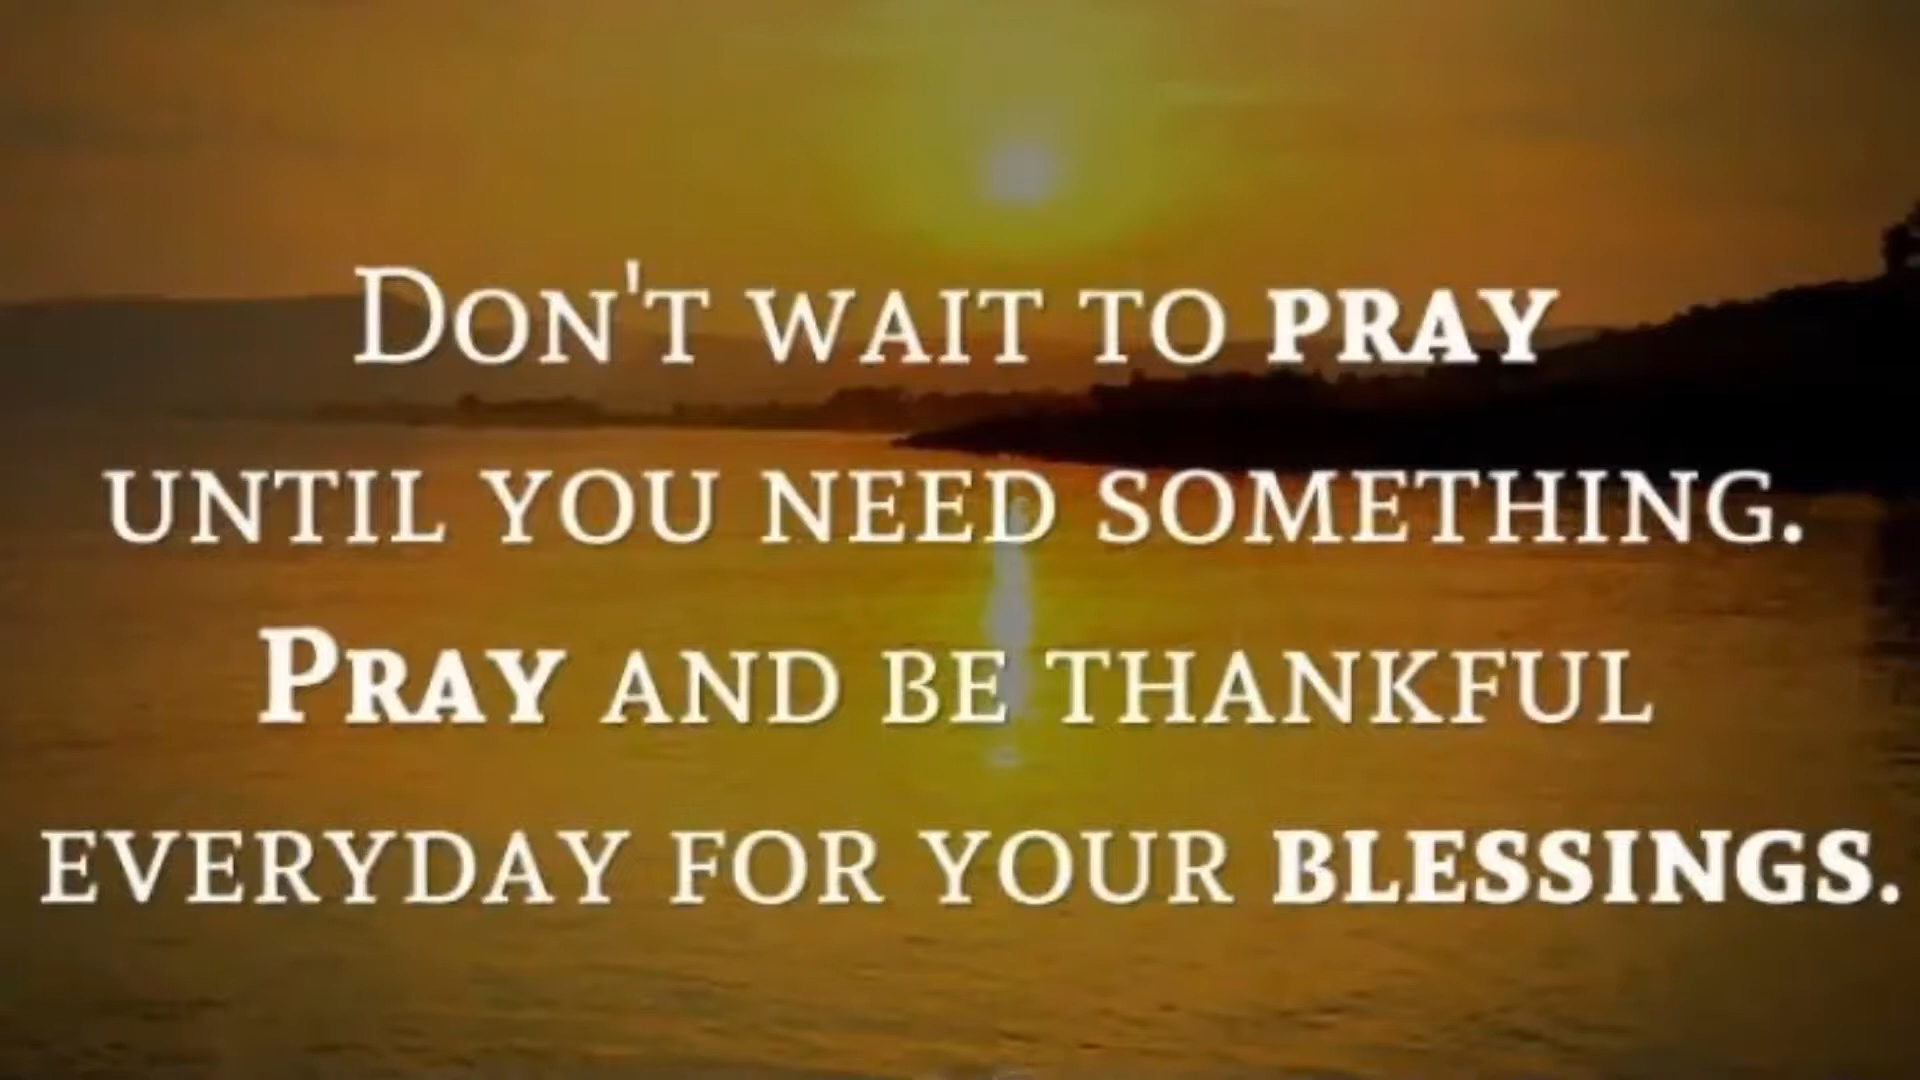 Don't wait to pray
until you need something.
Pray and be thankful
everyday for your blessings.